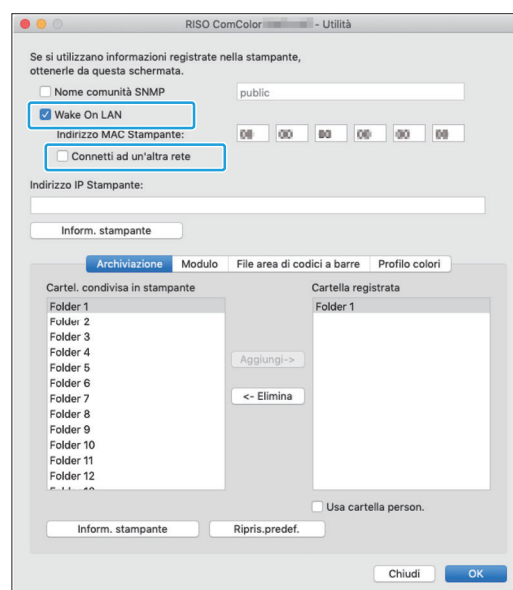 RISO ComColor - Utilità
Se si utilizzano informazioni registrate nella stampante,
ottenerle da questa schermata.
Nome comunità SNMP public
Wake On LAN
Indirizzo MAC Stampante:
Connetti ad un'altra rete
Indirizzo IP Stampante:
Inform. stampante
Archiviazione Modulo File area di codici a barre Profilo colori
Cartel. condivisa in stampante Cartella registrata
Folder 1 Folder 1
Folder 2
Folder 3
Folder 4
Folder 5
Aggiungi->
Folder 6
Folder 7
<- Elimina
Folder 8
Folder 9
Folder 10
Folder 11
Folder 12
Usa cartella person.
Inform. stampante Ripris.predef.
Chiudi OK